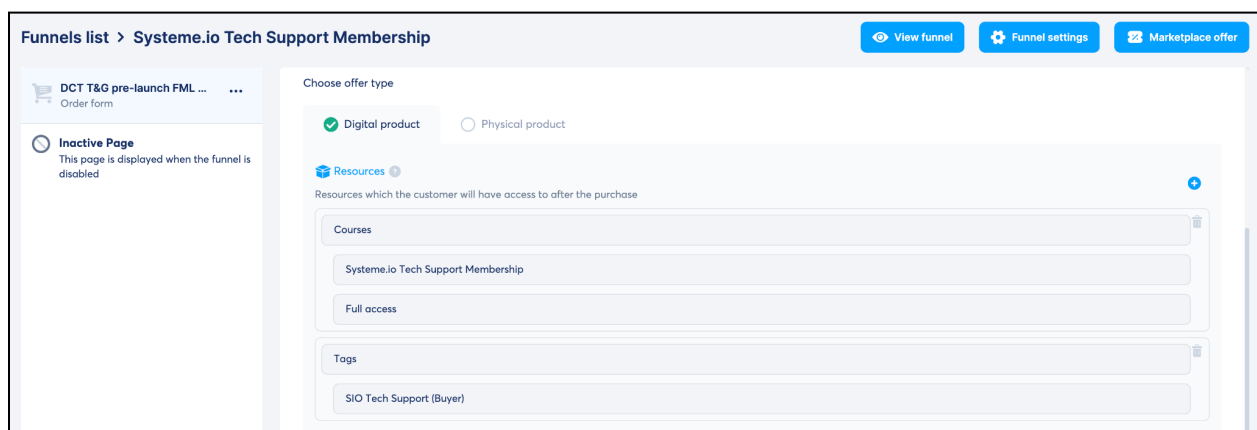 Funnels list > Systeme.io Tech Support Membership
View funnel
Funnel settings
Marketplace offer
DCT T&G pre-launch FML ...
Order form
Inactive Page
This page is displayed when the funnel is
disabled
Choose offer type
Digital product
Physical product
Resources ?
Resources which the customer will have access to after the purchase
Courses
Systeme.io Tech Support Membership
Full access
Tags
SIO Tech Support (Buyer)